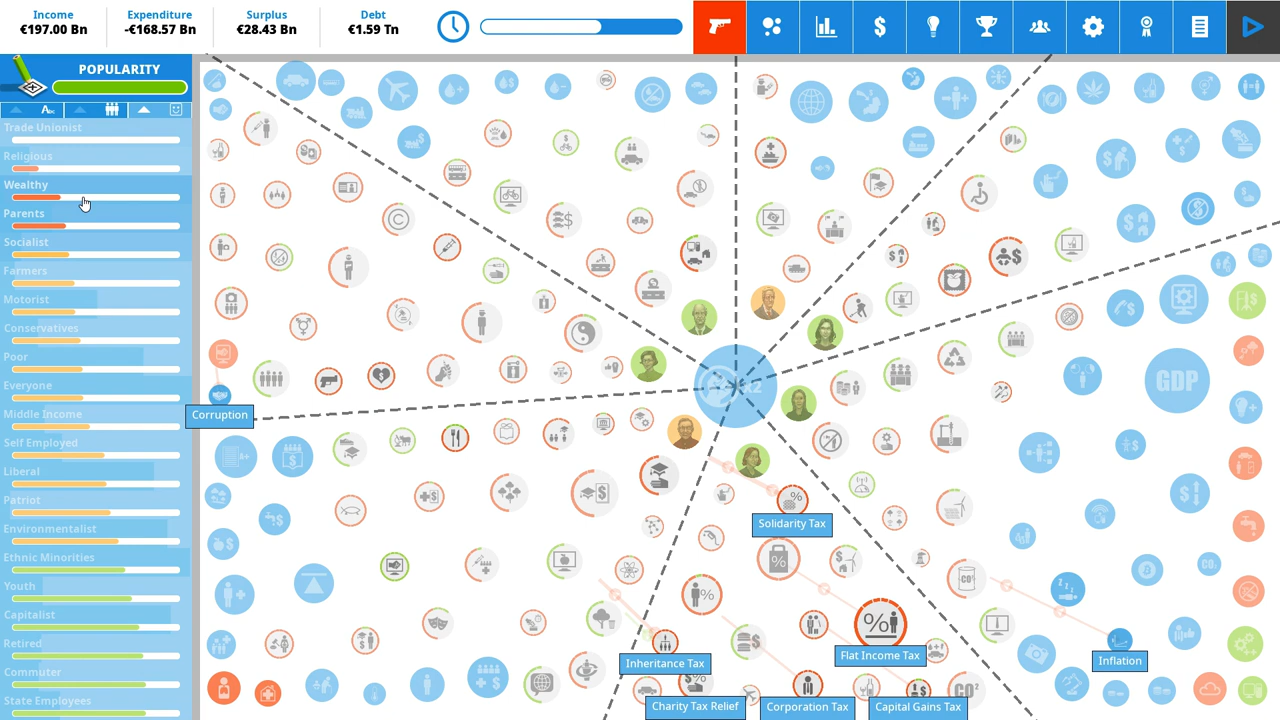 Income
€197.00 Bn
Expenditure
-€168.57 Bn
Surplus
€28.43 Bn
Debt
€1.59 Tn
POPULARITY
Trade Unionist
Religious
Wealthy
Parents
Socialist
Farmers
Motorist
Conservatives
Poor
Everyone
Middle Income
Self Employed
Liberal
Patriot
Environmentalist
Ethnic Minorities
Youth
Capitalist
Retired
Commuter
State Employees
Corruption
GDP
Solidarity Tax
Inflation
Flat Income Tax
Inheritance Tax
Charity Tax Relief
Corporation Tax
Capital Gains Tax